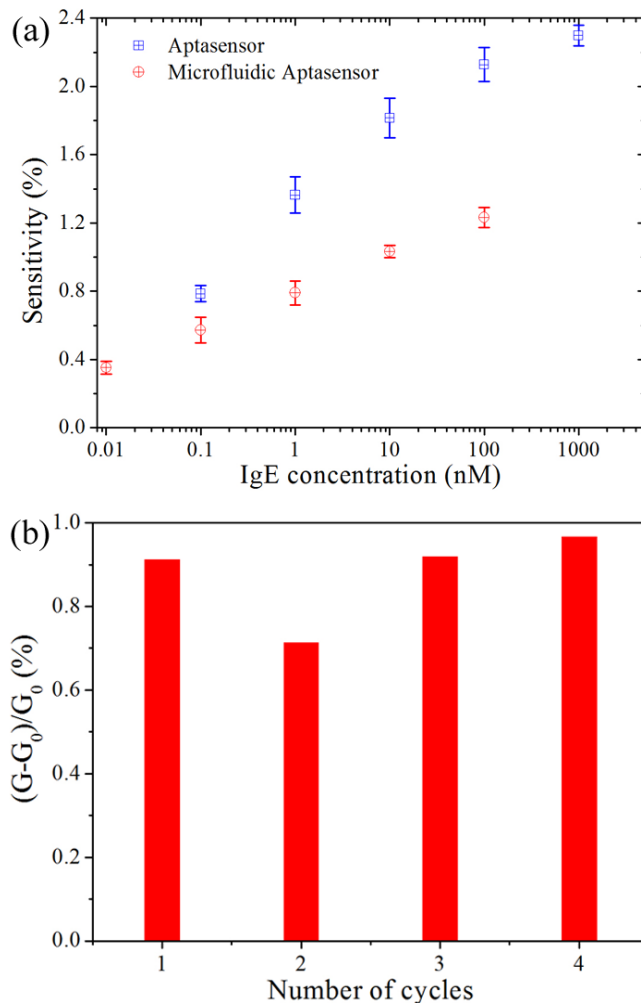 (a)
2.4
2.0
1.6
1.2
0.8
0.4
0.0
Sensitivity (%)
Aptasensor
Microfluidic Aptasensor
0.01 0.1 1 10 100 1000
IgE concentration (nM)
(b)
1.0
0.8
0.6
0.4
0.2
0.0
(G-G₀)/G₀ (%)
1 2 3 4
Number of cycles